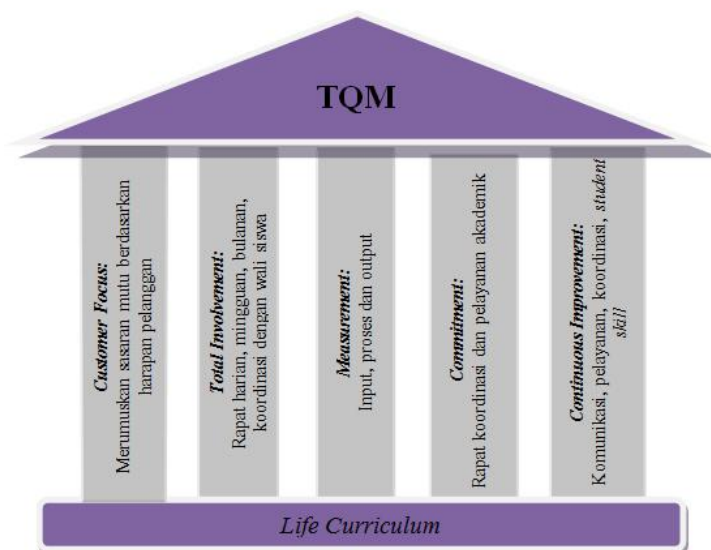 TQM
Customer Focus:
Merumuskan sasaran mutu berdasarkan
harapan pelanggan
Total Involvement:
Rapat harian, mingguan, bulanan,
koordinasi dengan wali siswa
Measurement:
Input, proses dan output
Commitment:
Rapat koordinasi dan pelayanan akademik
Continuous Improvement:
Komunikasi, pelayanan, koordinasi, student
skill
Life Curriculum